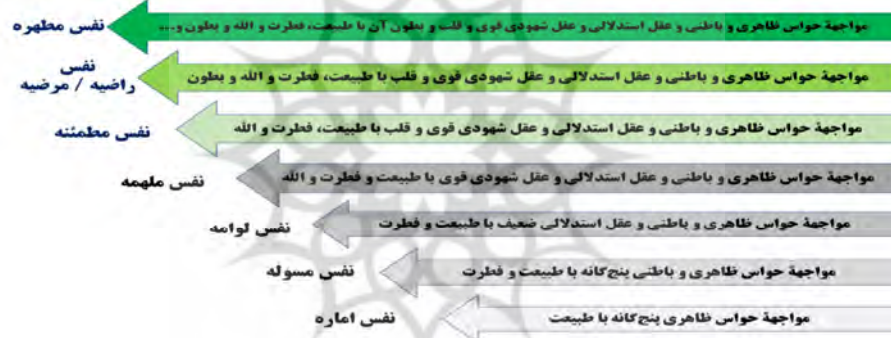 مواجهة حواس ظاهری و باطنی و عقل استدلالی و عقل شهودی قوی و قلب و بطون آن با طبیعت، فطرت و الله و بطون و...
نفس مطهره
مواجهة حواس ظاهری و باطنی و عقل استدلالی و عقل شهودی قوی و قلب با طبیعت، فطرت و الله و بطون
نفس
راضیه / مرضیه
مواجهة حواس ظاهری و باطنی و عقل استدلالی و عقل شهودی قوی و قلب با طبیعت، فطرت و الله
نفس مطمئنه
مواجهة حواس ظاهری و باطنی و عقل استدلالی و عقل شهودی قوی با طبیعت و فطرت و الله
نفس ملهمه
مواجهة حواس ظاهری و باطنی و عقل استدلالی ضعیف با طبیعت و فطرت
نفس لوامه
مواجهة حواس ظاهری و باطنی پنج‌گانه با طبیعت و فطرت
نفس مسوله
مواجهة حواس ظاهری پنج‌گانه با طبیعت
نفس اماره